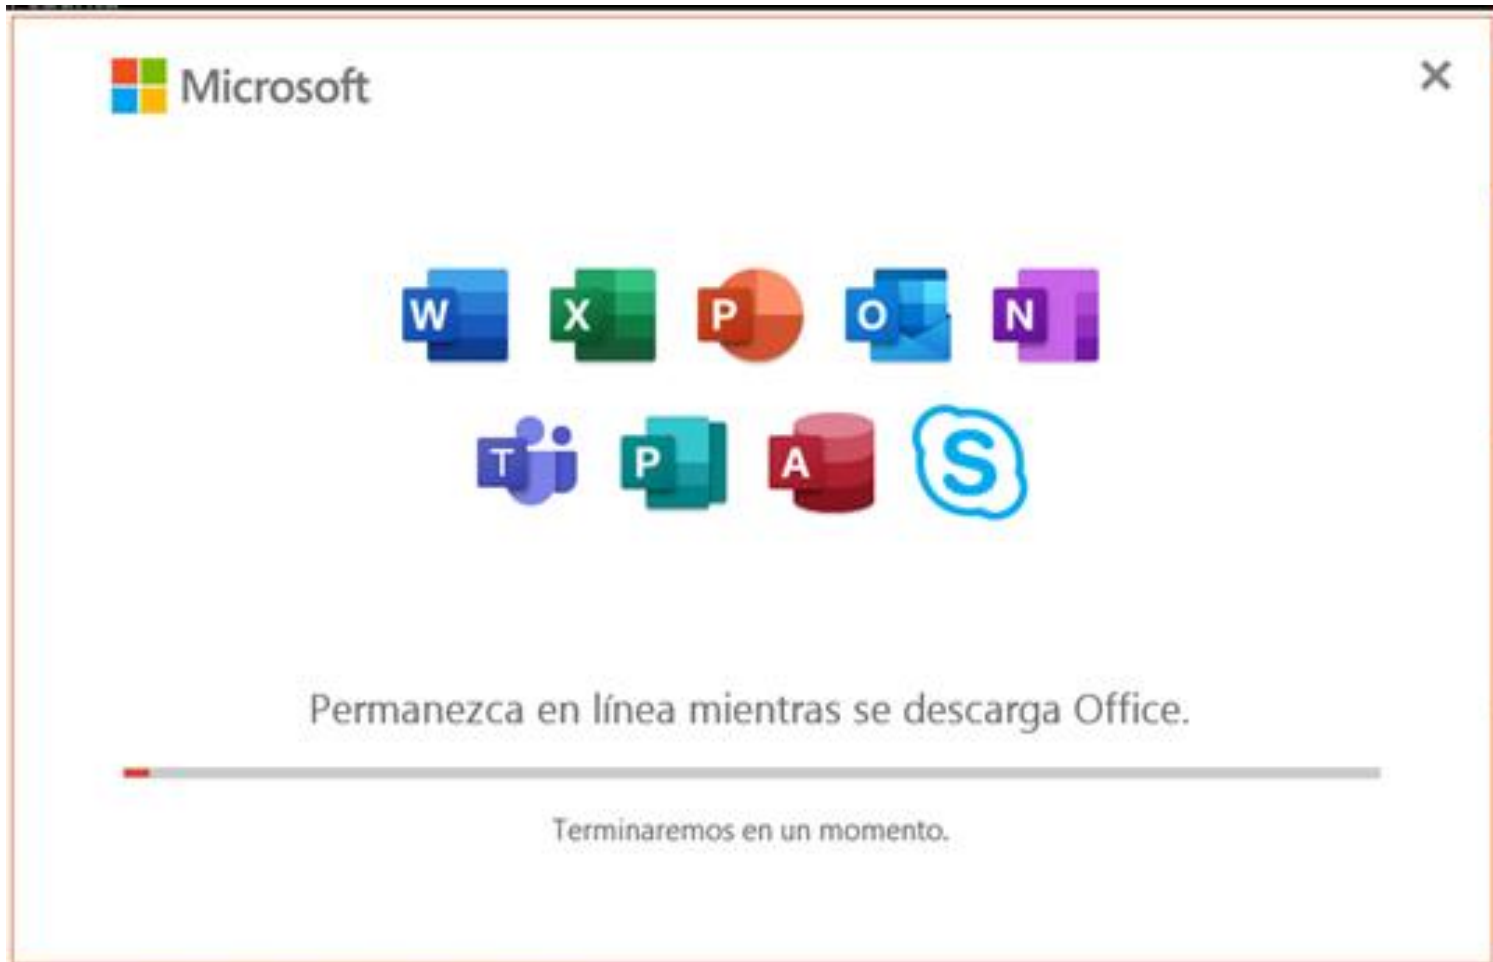 Microsoft
W X P O N
T P A S
Permanezca en línea mientras se descarga Office.
Terminaremos en un momento.